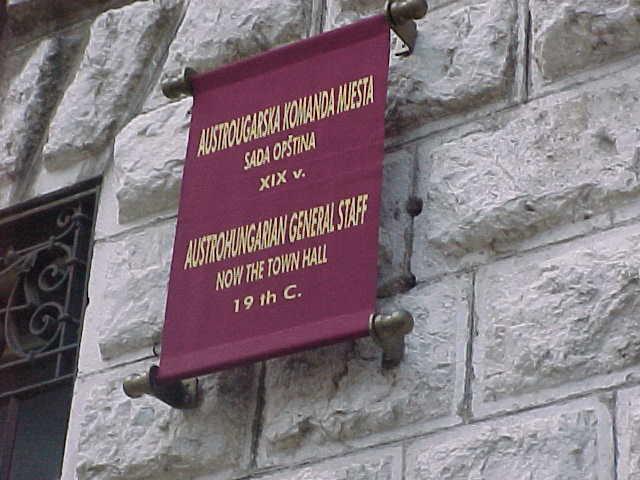 AUSTROUGARSKA KOMANDA MJESTA
SADA OPŠTINA
XIX v.
AUSTROHUNGARIAN GENERAL STAFF
NOW THE TOWN HALL
19 th C.